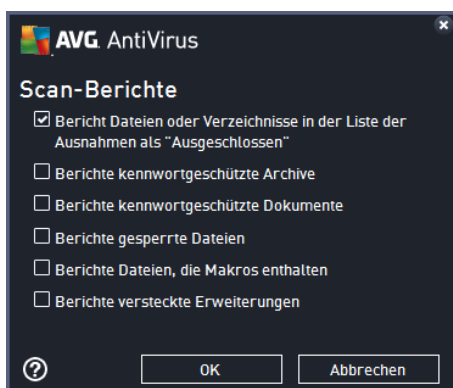 AVG AntiVirus
Scan-Berichte
Bericht Dateien oder Verzeichnisse in der Liste der
Ausnahmen als "Ausgeschlossen"
Berichte kennwortgeschützte Archive
Berichte kennwortgeschützte Dokumente
Berichte gesperrte Dateien
Berichte Dateien, die Makros enthalten
Berichte versteckte Erweiterungen
OK Abbrechen